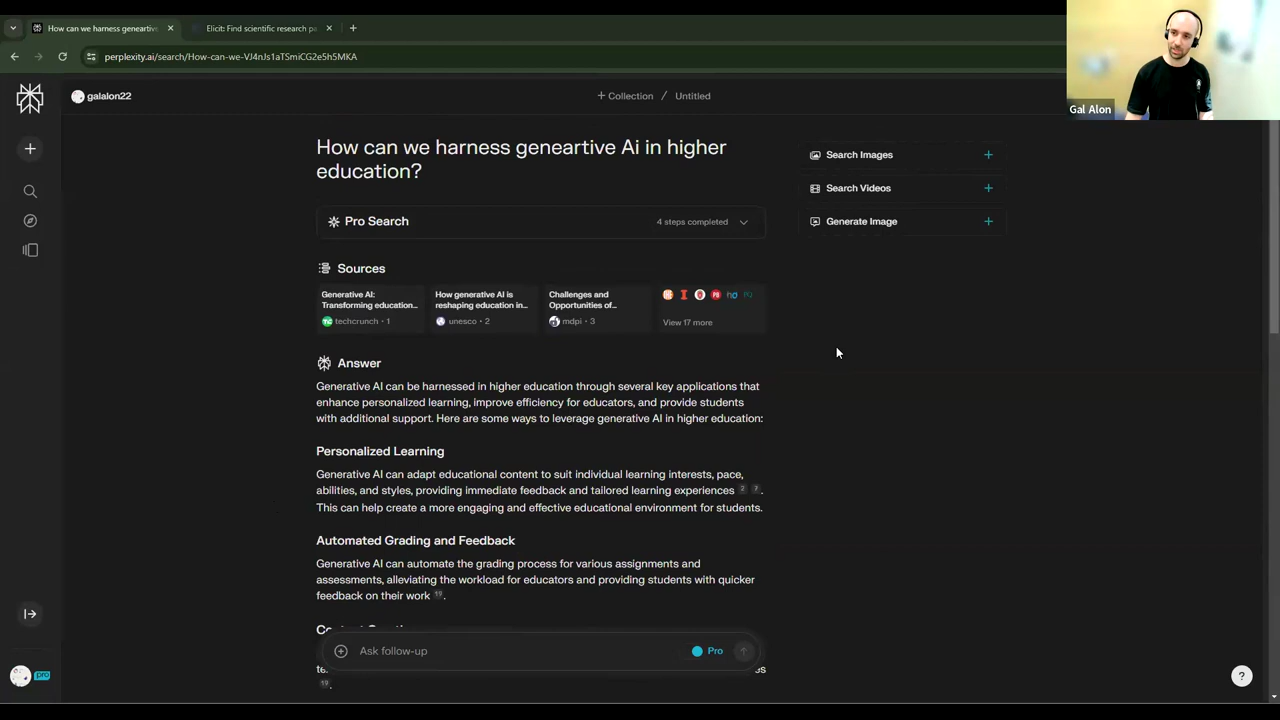 How can we harness geneartiv
Elicit: Find scientific research pa
perplexity.ai/search/How-can-we-VJ4nJs1aTSmiCG2e5h5MKA
Gal Alon
galalon22
+ Collection / Untitled
How can we harness geneartive Ai in higher
education?
Search Images
Search Videos
Generate Image
Pro Search
4 steps completed
Sources
Generative AI:
Transforming education...
techcrunch · 1
How generative AI is
reshaping education in...
unesco · 2
Challenges and
Opportunities of...
mdpi · 3
View 17 more
Answer
Generative AI can be harnessed in higher education through several key applications that
enhance personalized learning, improve efficiency for educators, and provide students
with additional support. Here are some ways to leverage generative AI in higher education:
Personalized Learning
Generative AI can adapt educational content to suit individual learning interests, pace,
abilities, and styles, providing immediate feedback and tailored learning experiences 2 7.
This can help create a more engaging and effective educational environment for students.
Automated Grading and Feedback
Generative AI can automate the grading process for various assignments and
assessments, alleviating the workload for educators and providing students with quicker
feedback on their work 19.
Ask follow-up
Pro
19.
pro
?